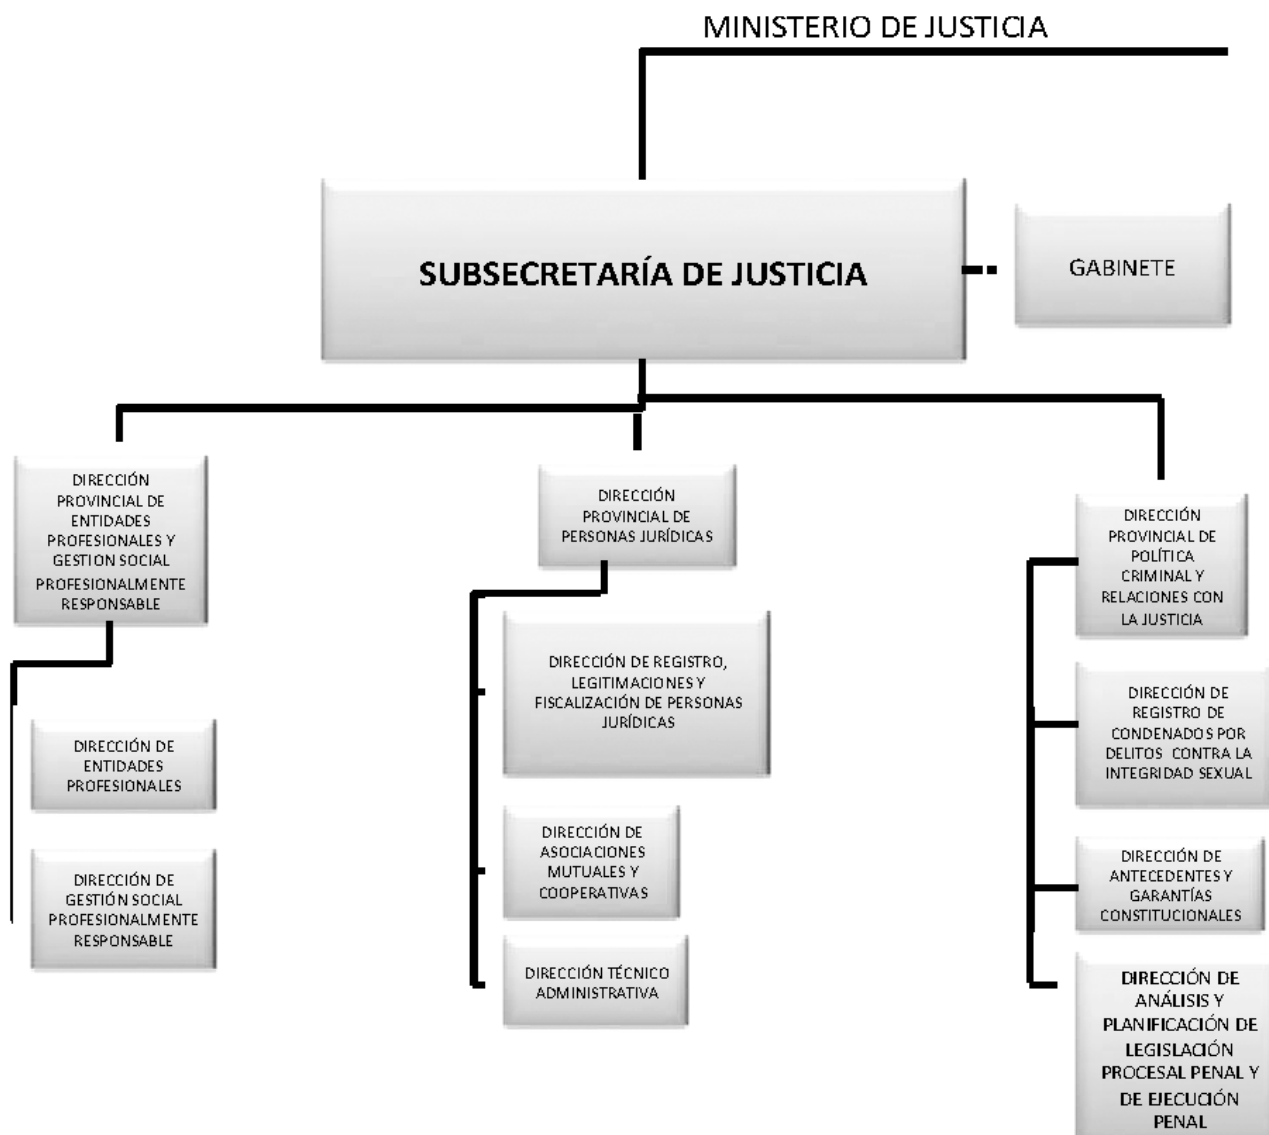 MINISTERIO DE JUSTICIA
SUBSECRETARÍA DE JUSTICIA
GABINETE
DIRECCIÓN
PROVINCIAL DE
ENTIDADES
PROFESIONALES Y
GESTION SOCIAL
PROFESIONALMENTE
RESPONSABLE
DIRECCIÓN DE
ENTIDADES
PROFESIONALES
DIRECCIÓN DE
GESTIÓN SOCIAL
PROFESIONALMENTE
RESPONSABLE
DIRECCIÓN
PROVINCIAL DE
PERSONAS JURÍDICAS
DIRECCIÓN DE REGISTRO,
LEGITIMACIONES Y
FISCALIZACIÓN DE PERSONAS
JURÍDICAS
DIRECCIÓN DE
ASOCIACIONES
MUTUALES Y
COOPERATIVAS
DIRECCIÓN TÉCNICO
ADMINISTRATIVA
DIRECCIÓN
PROVINCIAL DE
POLÍTICA
CRIMINAL Y
RELACIONES CON
LA JUSTICIA
DIRECCIÓN DE
REGISTRO DE
CONDENADOS POR
DELITOS CONTRA LA
INTEGRIDAD SEXUAL
DIRECCIÓN DE
ANTECEDENTES Y
GARANTÍAS
CONSTITUCIONALES
DIRECCIÓN DE
ANÁLISIS Y
PLANIFICACIÓN DE
LEGISLACIÓN
PROCESAL PENAL Y
DE EJECUCIÓN
PENAL